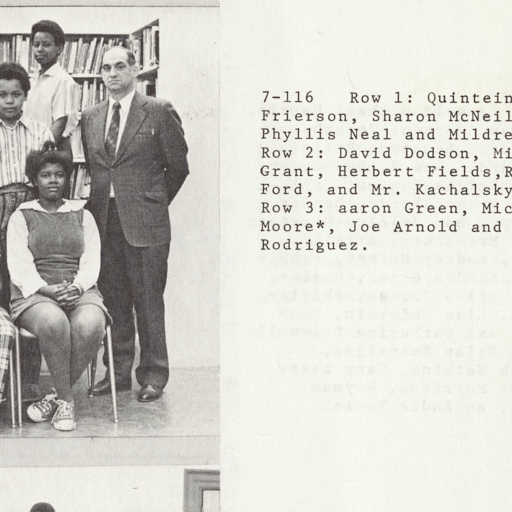 7-116 Row 1: Quintein
Frierson, Sharon McNeil
Phyllis Neal and Mildre
Row 2: David Dodson, Mi
Grant, Herbert Fields,R
Ford, and Mr. Kachalsky
Row 3: aaron Green, Mic
Moore*, Joe Arnold and
Rodriguez.